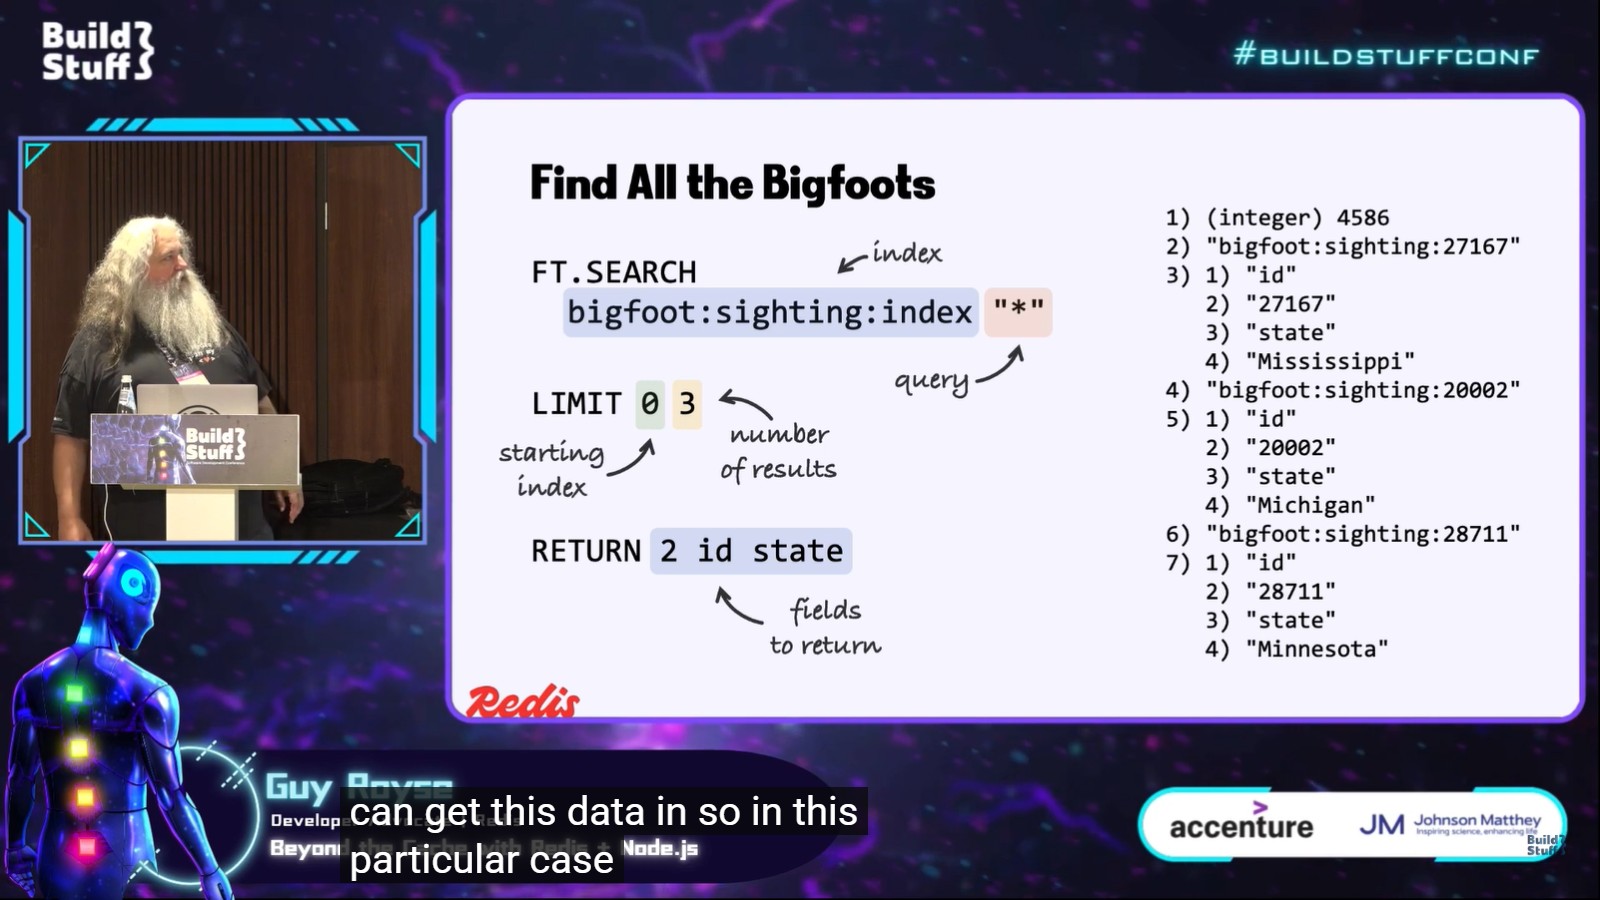 Build
Stuff
#BUILDSTUFFCONF
Find All the Bigfoots
FT.SEARCH
index
bigfoot:sighting:index "*"
query
LIMIT 0 3
number
of results
starting
index
RETURN 2 id state
fields
to return
Redis
1) (integer) 4586
2) "bigfoot:sighting:27167"
3) 1) "id"
2) "27167"
3) "state"
4) "Mississippi"
4) "bigfoot:sighting:20002"
5) 1) "id"
2) "20002"
3) "state"
4) "Michigan"
6) "bigfoot:sighting:28711"
7) 1) "id"
2) "28711"
3) "state"
4) "Minnesota"
Build
Stuff
Guy Royse
can get this data in so in this
particular case
Node.js
accenture
JM Johnson Matthey
Inspiring science, enhancing life
Build
Stuff